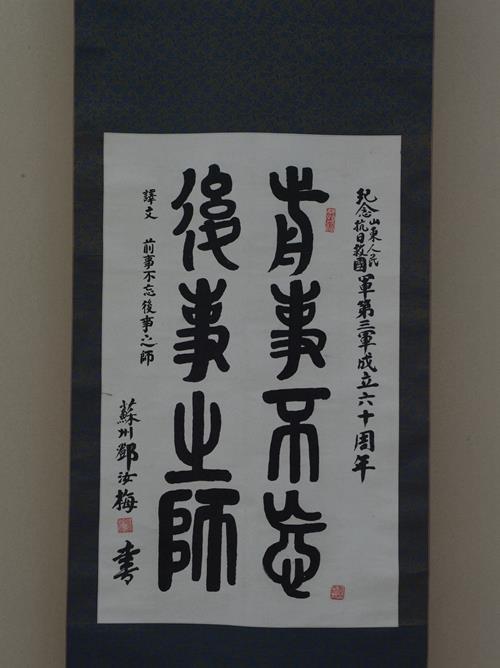 紀念山東人民抗日救國軍第三軍成立六十周年
前事不忘
後事之師
譯文 前事不忘後事之師
蘇州鄧汝梅書